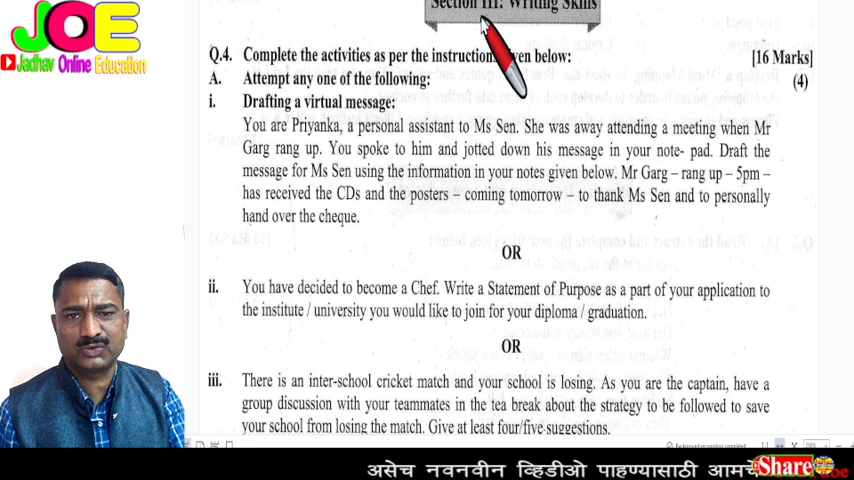 JOE
Jadhav Online Education
Section III: Writing Skills
Q.4. Complete the activities as per the instructions given below: [16 Marks]
A. Attempt any one of the following: (4)
i. Drafting a virtual message:
You are Priyanka, a personal assistant to Ms Sen. She was away attending a meeting when Mr
Garg rang up. You spoke to him and jotted down his message in your note- pad. Draft the
message for Ms Sen using the information in your notes given below. Mr Garg – rang up – 5pm –
has received the CDs and the posters – coming tomorrow – to thank Ms Sen and to personally
hand over the cheque.
OR
ii. You have decided to become a Chef. Write a Statement of Purpose as a part of your application to
the institute / university you would like to join for your diploma / graduation.
OR
iii. There is an inter-school cricket match and your school is losing. As you are the captain, have a
group discussion with your teammates in the tea break about the strategy to be followed to save
your school from losing the match. Give at least four/five suggestions.
असेच नवनवीन व्हिडीओ पाहण्यासाठी आमचे
Share